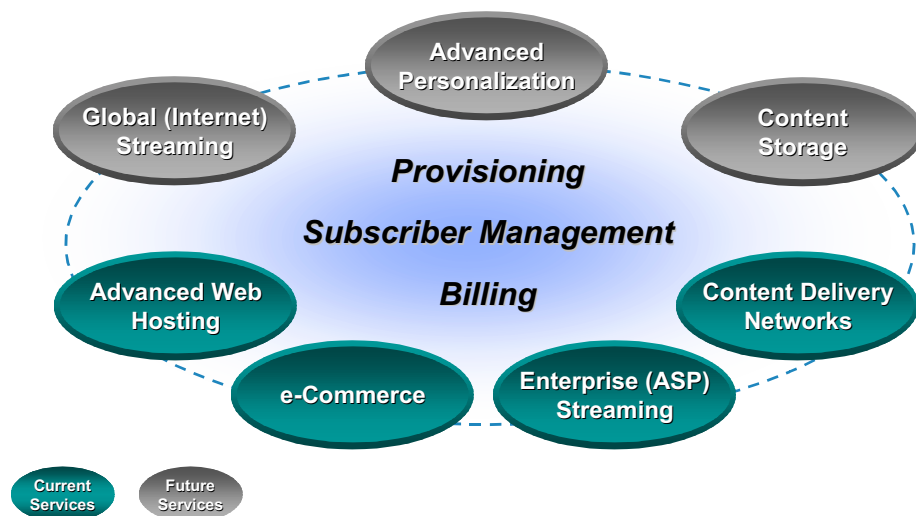 Advanced
Personalization
Global (Internet)
Streaming
Content
Storage
Provisioning
Subscriber Management
Billing
Advanced Web
Hosting
Content Delivery
Networks
e-Commerce
Enterprise (ASP)
Streaming
Current
Services
Future
Services